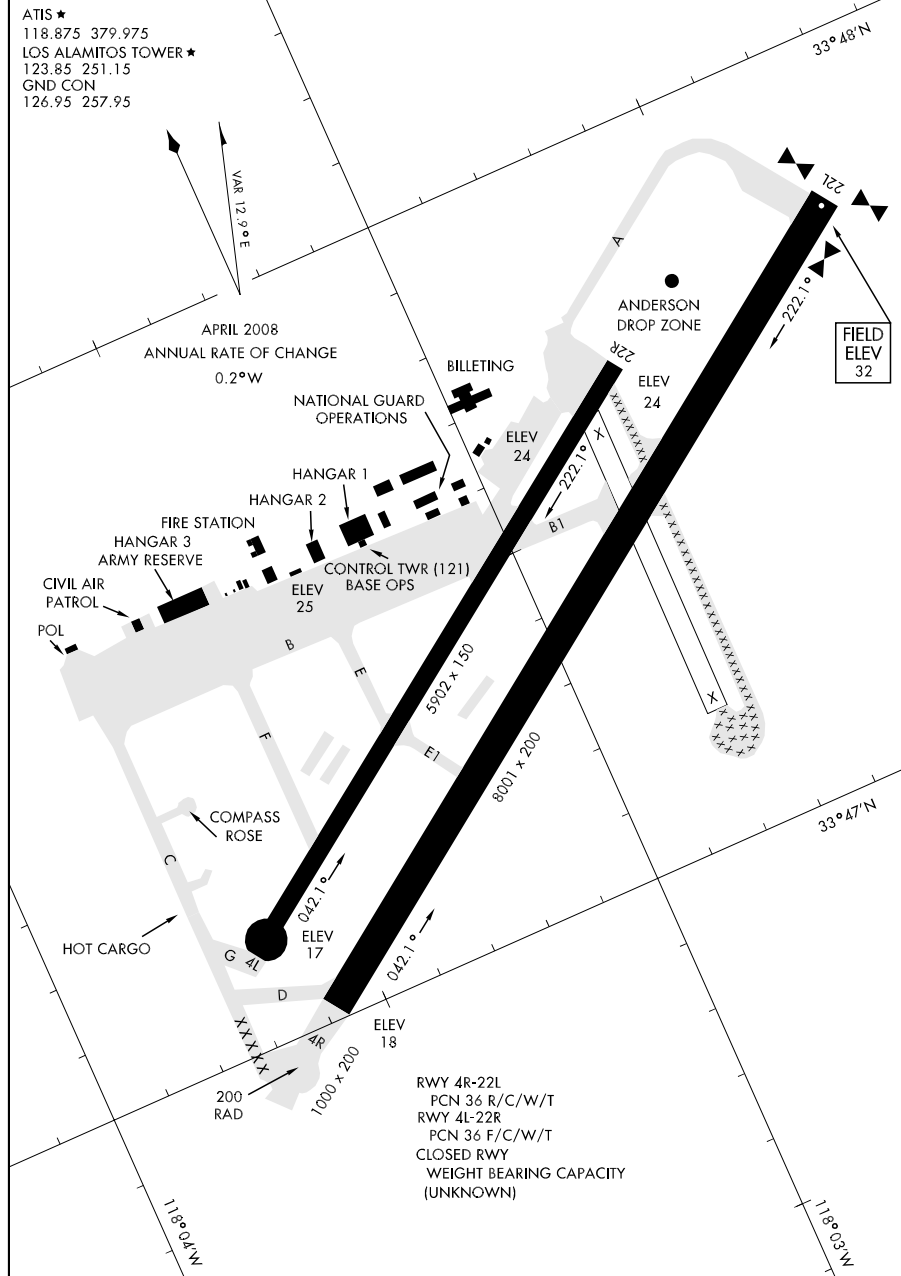 ATIS ★
118.875 379.975
LOS ALAMITOS TOWER ★
123.85 251.15
GND CON
126.95 257.95
33°48'N
VAR 12.9° E
22L
A
ANDERSON
DROP ZONE
222.1°
FIELD
ELEV
32
APRIL 2008
ANNUAL RATE OF CHANGE
0.2° W
22R
ELEV
24
BILLETING
NATIONAL GUARD
OPERATIONS
X
ELEV
24
222.1°
HANGAR 1
HANGAR 2
B1
FIRE STATION
HANGAR 3
ARMY RESERVE
CONTROL TWR (121)
BASE OPS
ELEV
25
CIVIL AIR
PATROL
POL
B
E
5902 x 150
F
E1
8001 x 200
X
COMPASS
ROSE
33°47'N
C
042.1°
HOT CARGO
ELEV
17
G
4L
042.1°
D
XXXXX
4R
ELEV
18
1000 x 200
200
RAD
RWY 4R-22L
PCN 36 R/C/W/T
RWY 4L-22R
PCN 36 F/C/W/T
CLOSED RWY
WEIGHT BEARING CAPACITY
(UNKNOWN)
118°04'W
118°03'W